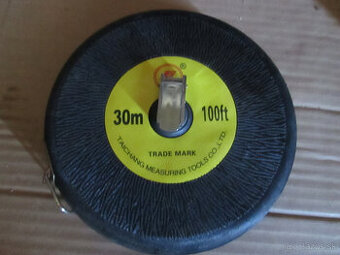 ®
30m
100ft
TRADE MARK
TAICHANG MEASURING TOOLS CO.,LTD.